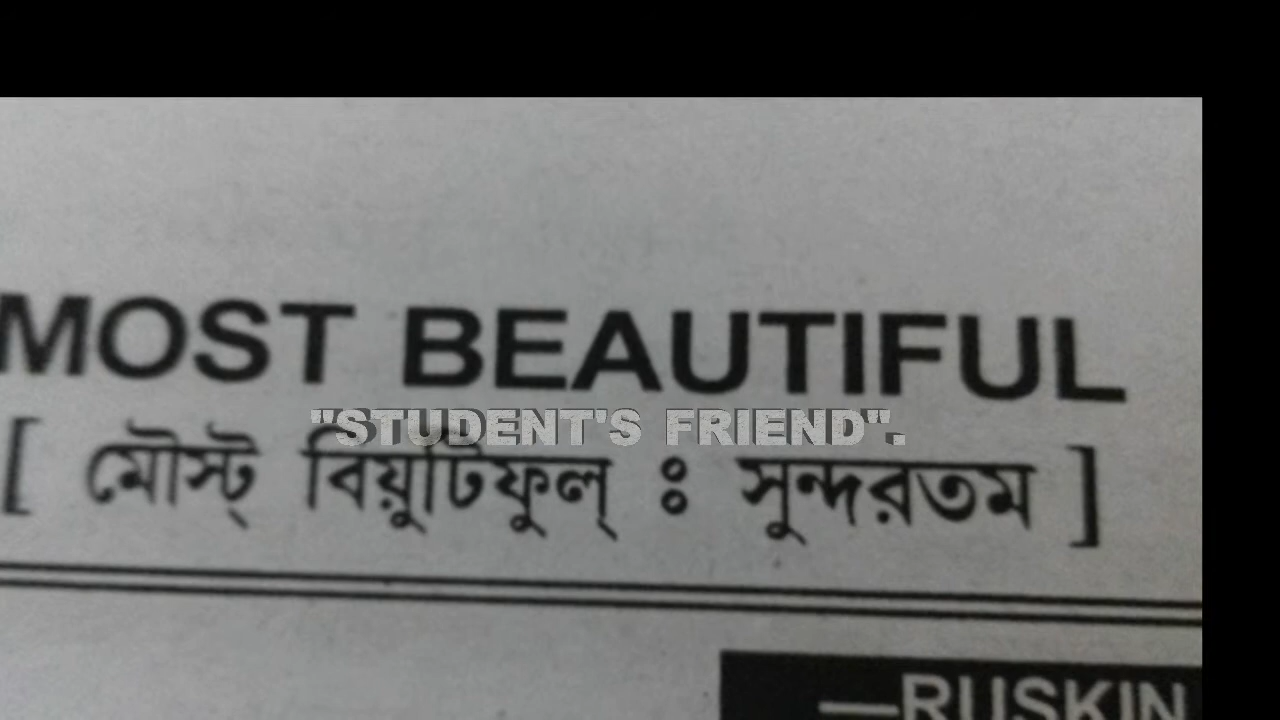 MOST BEAUTIFUL
"STUDENT'S FRIEND".
[ মৌস্ট্ বিয়ুটিফুল্ : সুন্দরতম ]
—RUSKIN